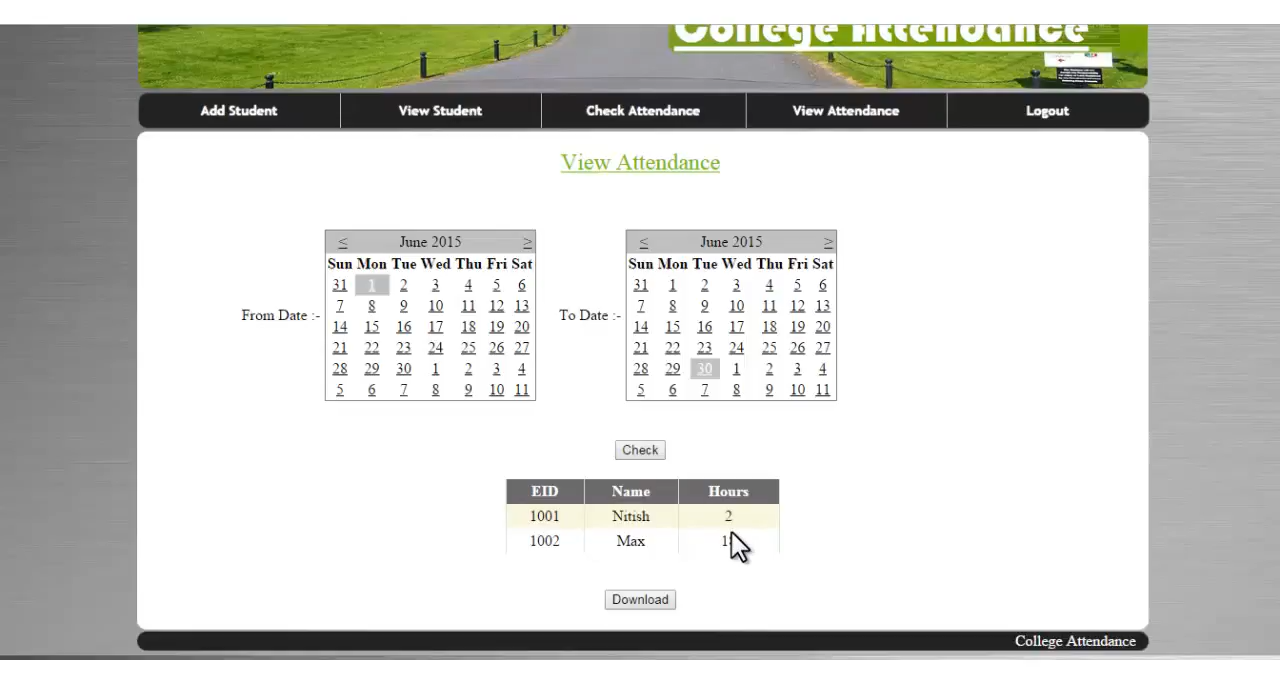 College Attendance
Add Student View Student Check Attendance View Attendance Logout
View Attendance
< June 2015 >
Sun Mon Tue Wed Thu Fri Sat
31 1 2 3 4 5 6
7 8 9 10 11 12 13
14 15 16 17 18 19 20
21 22 23 24 25 26 27
28 29 30 1 2 3 4
5 6 7 8 9 10 11
From Date :-
< June 2015 >
Sun Mon Tue Wed Thu Fri Sat
31 1 2 3 4 5 6
7 8 9 10 11 12 13
14 15 16 17 18 19 20
21 22 23 24 25 26 27
28 29 30 1 2 3 4
5 6 7 8 9 10 11
To Date :-
Check
EID Name Hours
1001 Nitish 2
1002 Max
Download
College Attendance